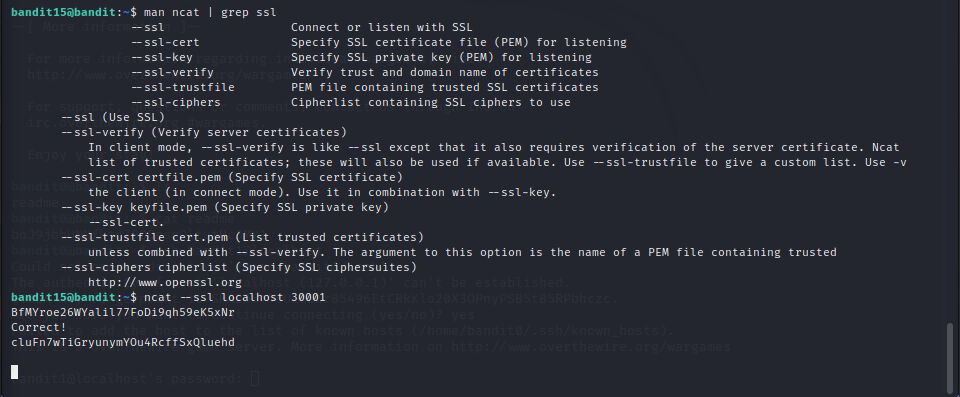 bandit15@bandit:~$ man ncat | grep ssl
--ssl Connect or listen with SSL
--ssl-cert Specify SSL certificate file (PEM) for listening
--ssl-key Specify SSL private key (PEM) for listening
--ssl-verify Verify trust and domain name of certificates
--ssl-trustfile PEM file containing trusted SSL certificates
--ssl-ciphers Cipherlist containing SSL ciphers to use
--ssl (Use SSL)
--ssl-verify (Verify server certificates)
In client mode, --ssl-verify is like --ssl except that it also requires verification of the server certificate. Ncat
list of trusted certificates; these will also be used if available. Use --ssl-trustfile to give a custom list. Use -v
--ssl-cert certfile.pem (Specify SSL certificate)
the client (in connect mode). Use it in combination with --ssl-key.
--ssl-key keyfile.pem (Specify SSL private key)
--ssl-cert.
--ssl-trustfile cert.pem (List trusted certificates)
unless combined with --ssl-verify. The argument to this option is the name of a PEM file containing trusted
--ssl-ciphers cipherlist (Specify SSL ciphersuites)
http://www.openssl.org
bandit15@bandit:~$ ncat --ssl localhost 30001
BfMYroe26WYalil77FoDi9qh59eK5xNr
Correct!
cluFn7wTiGryunymYOu4RcffSxQluehd
bandit1@localhost's password: